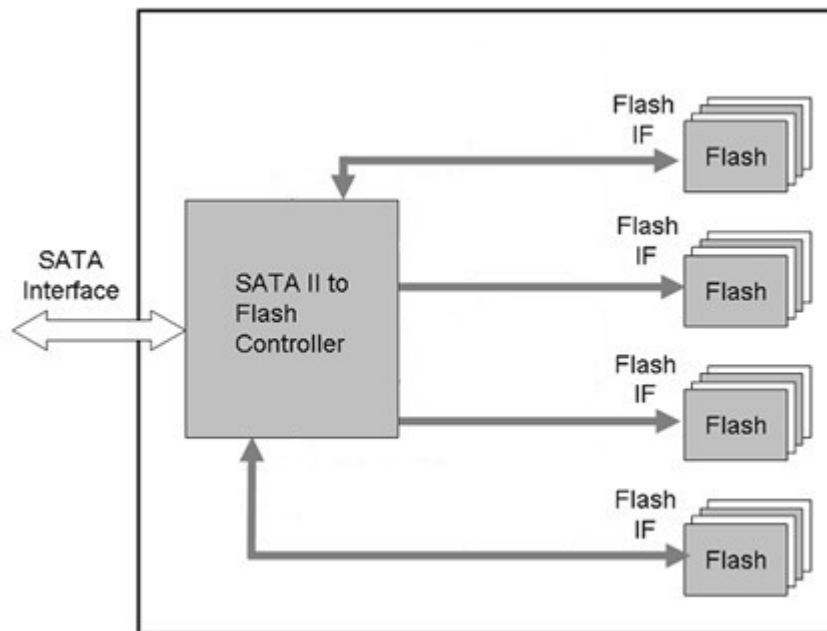 Flash
IF
Flash
SATA
Interface
SATA II to
Flash
Controller
Flash
IF
Flash
Flash
IF
Flash
Flash
IF
Flash